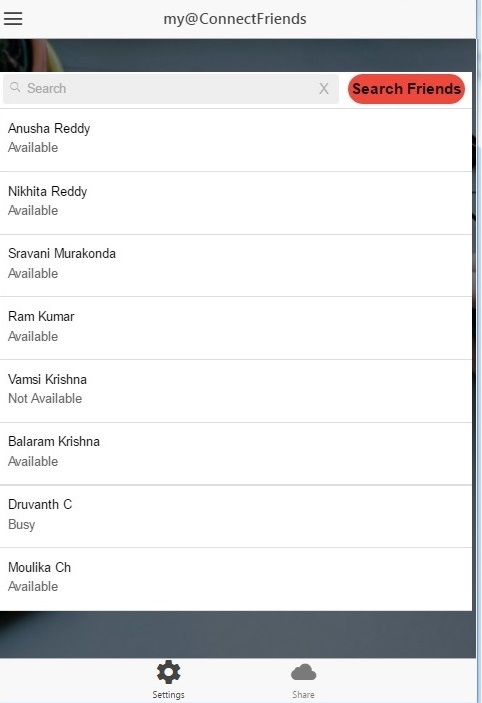 my@ConnectFriends
Search X Search Friends
Anusha Reddy
Available
Nikhita Reddy
Available
Sravani Murakonda
Available
Ram Kumar
Available
Vamsi Krishna
Not Available
Balaram Krishna
Available
Druvanth C
Busy
Moulika Ch
Available
Settings Share